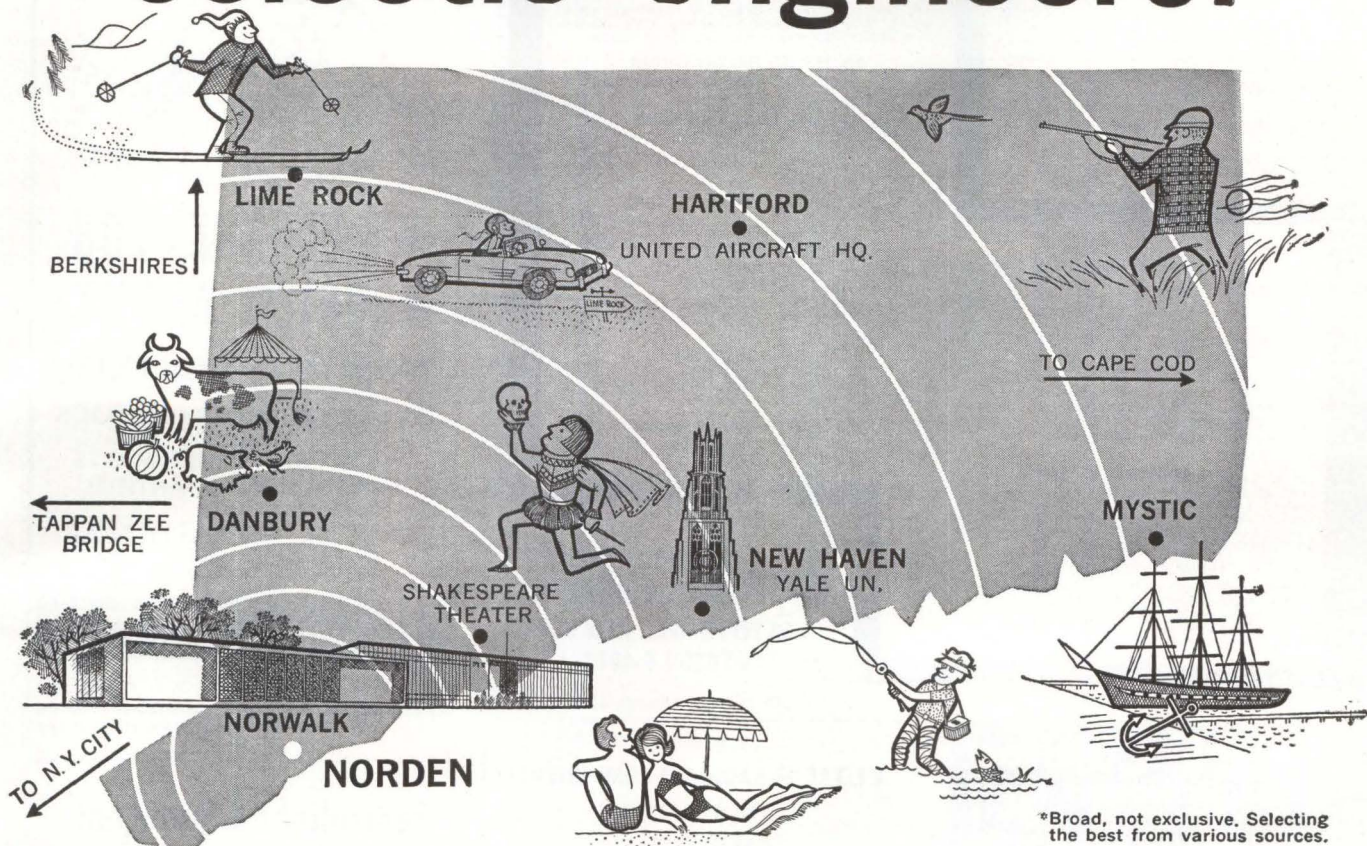 LIME ROCK
BERKSHIRES
HARTFORD
UNITED AIRCRAFT HQ.
LIME ROCK
TO CAPE COD
TAPPAN ZEE
BRIDGE
DANBURY
MYSTIC
SHAKESPEARE
THEATER
NEW HAVEN
YALE UN.
NORWALK
TO N.Y. CITY
NORDEN
*Broad, not exclusive. Selecting
the best from various sources.